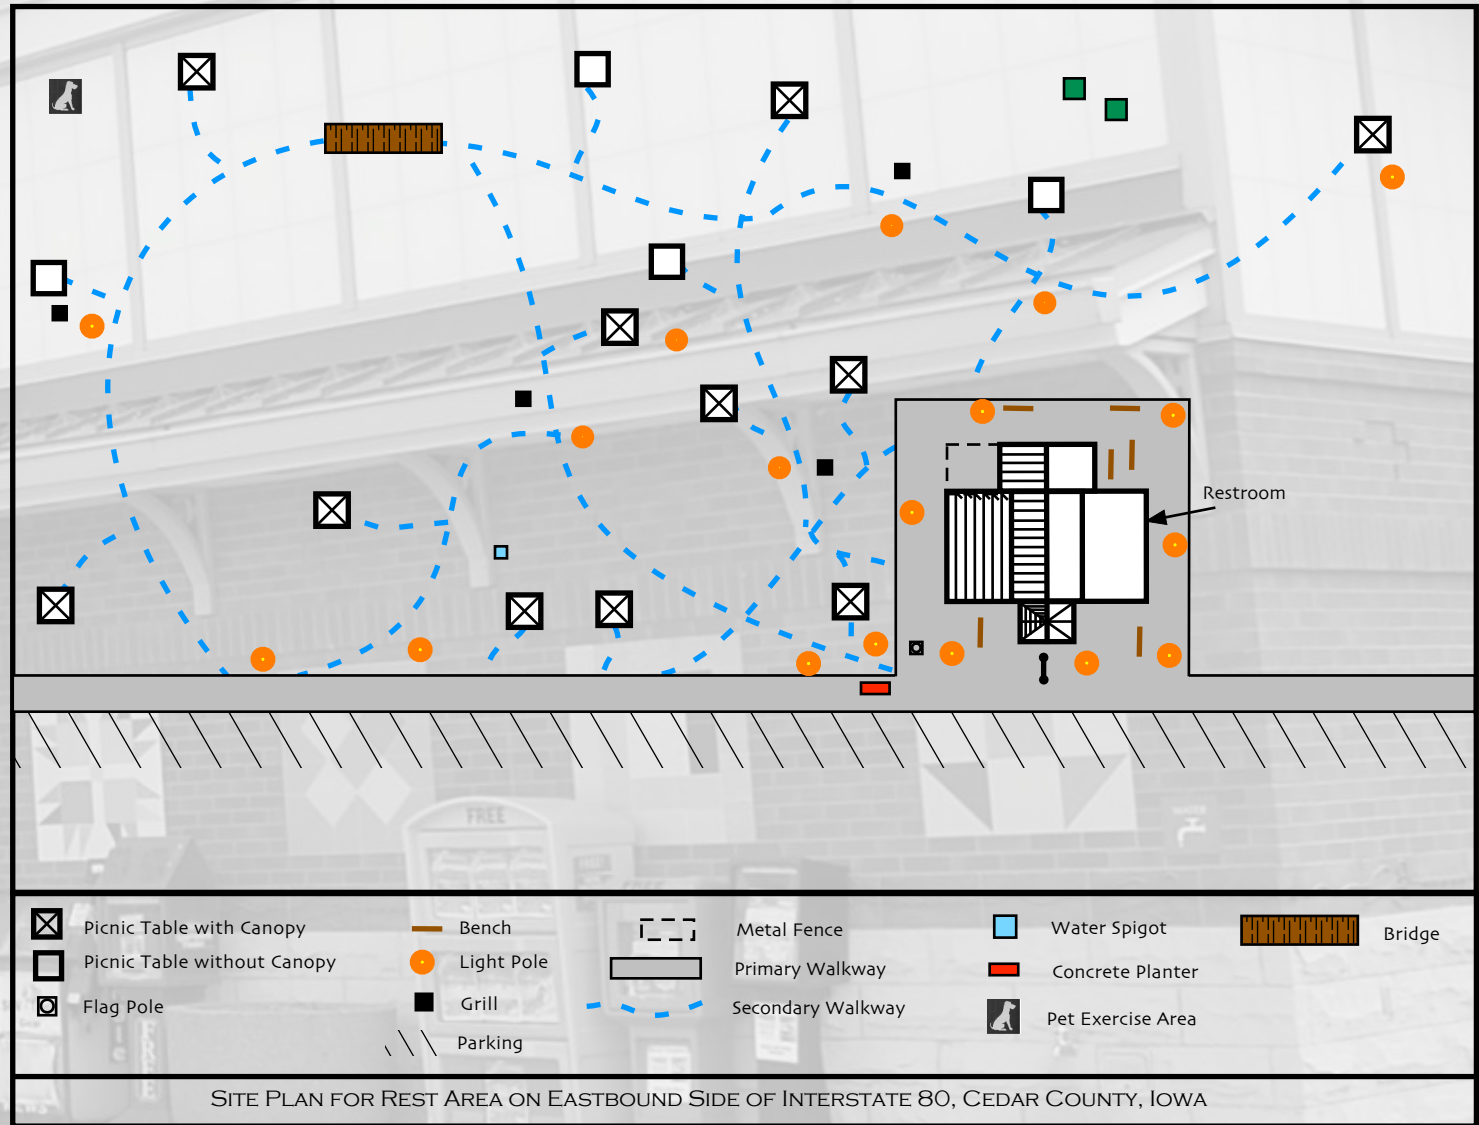 Restroom
FREE
Picnic Table with Canopy
Picnic Table without Canopy
Flag Pole
Bench
Light Pole
Grill
Parking
Metal Fence
Primary Walkway
Secondary Walkway
Water Spigot
Concrete Planter
Pet Exercise Area
Bridge
SITE PLAN FOR REST AREA ON EASTBOUND SIDE OF INTERSTATE 80, CEDAR COUNTY, IOWA